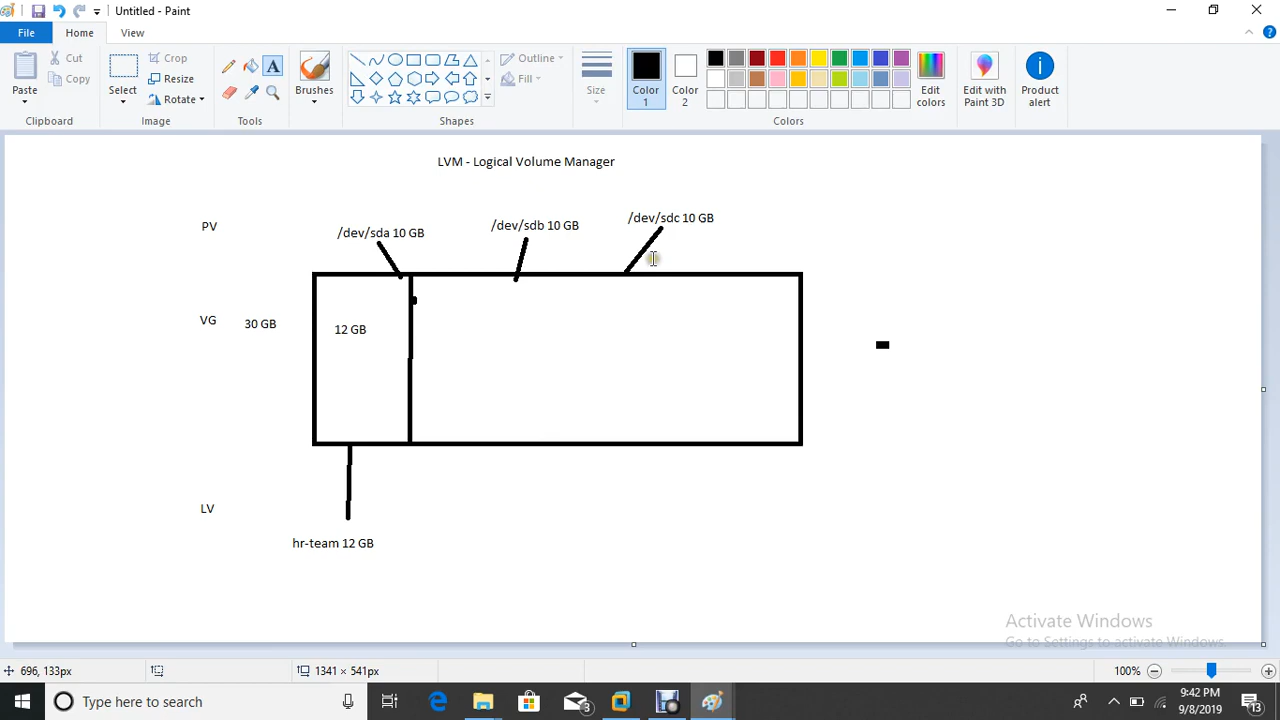 Untitled - Paint
File
Home
View
Paste
Cut
Copy
Clipboard
Select
Crop
Resize
Rotate
Image
A
Tools
Brushes
Shapes
Outline
Fill
Size
Color 1
Color 2
Colors
Edit colors
Edit with Paint 3D
Product alert
LVM - Logical Volume Manager
PV
/dev/sda 10 GB
/dev/sdb 10 GB
/dev/sdc 10 GB
VG
30 GB
12 GB
LV
hr-team 12 GB
Activate Windows
Go to Settings to activate Windows.
696, 133px
1341 × 541px
100%
Type here to search
3
9:42 PM
9/8/2019
13